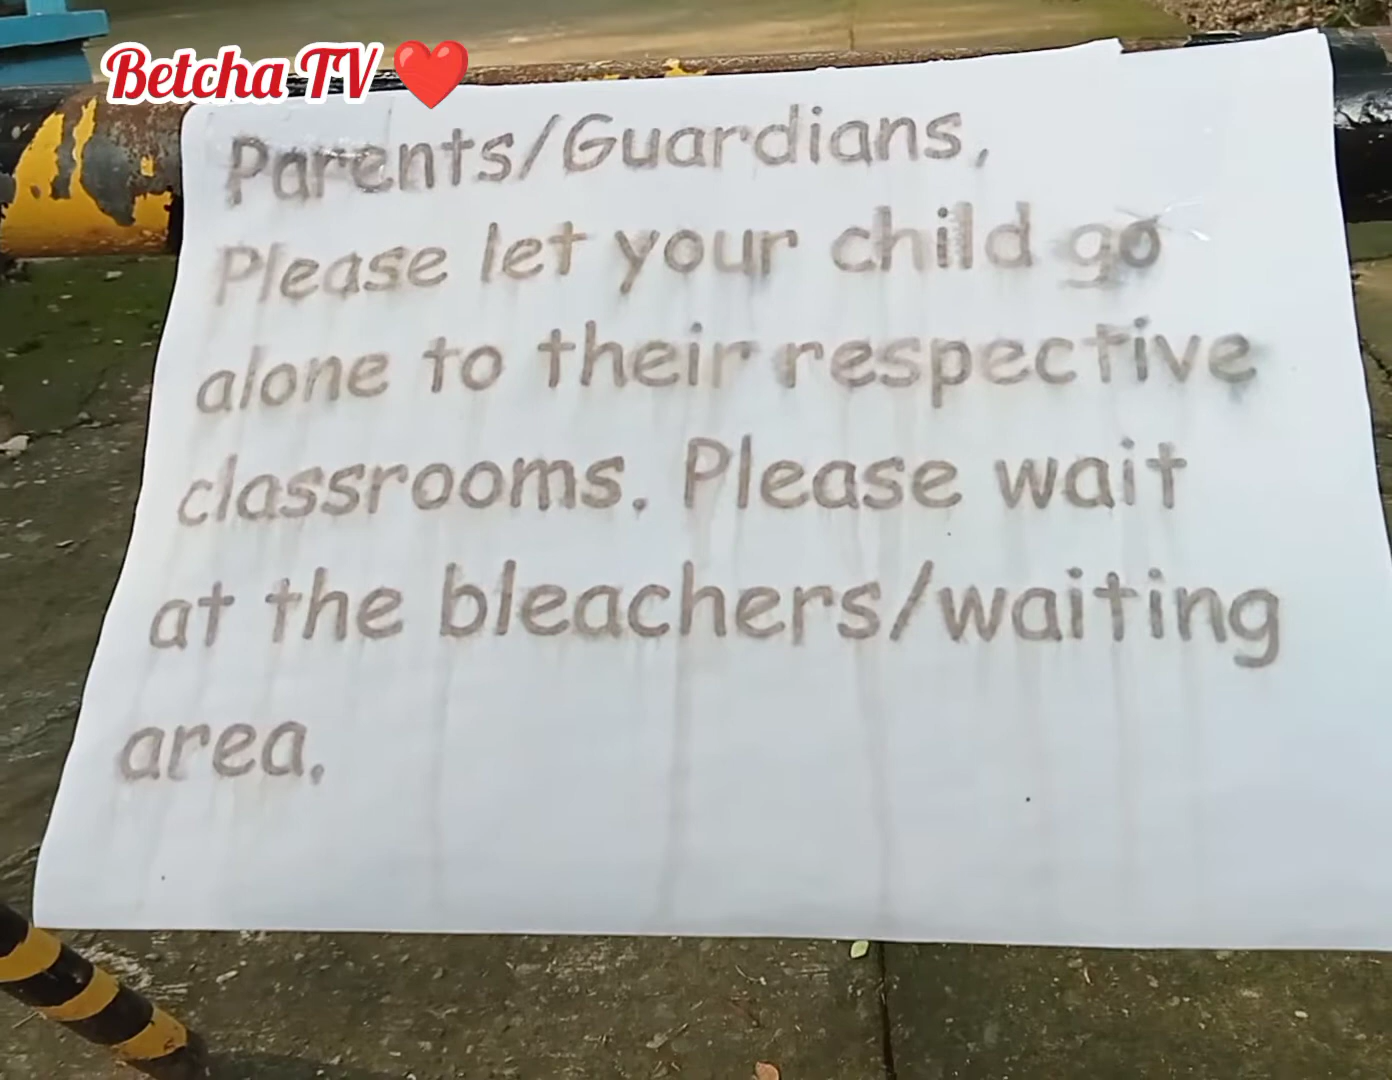 Betcha TV
Parents/Guardians,
Please let your child go
alone to their respective
classrooms. Please wait
at the bleachers/waiting
area.